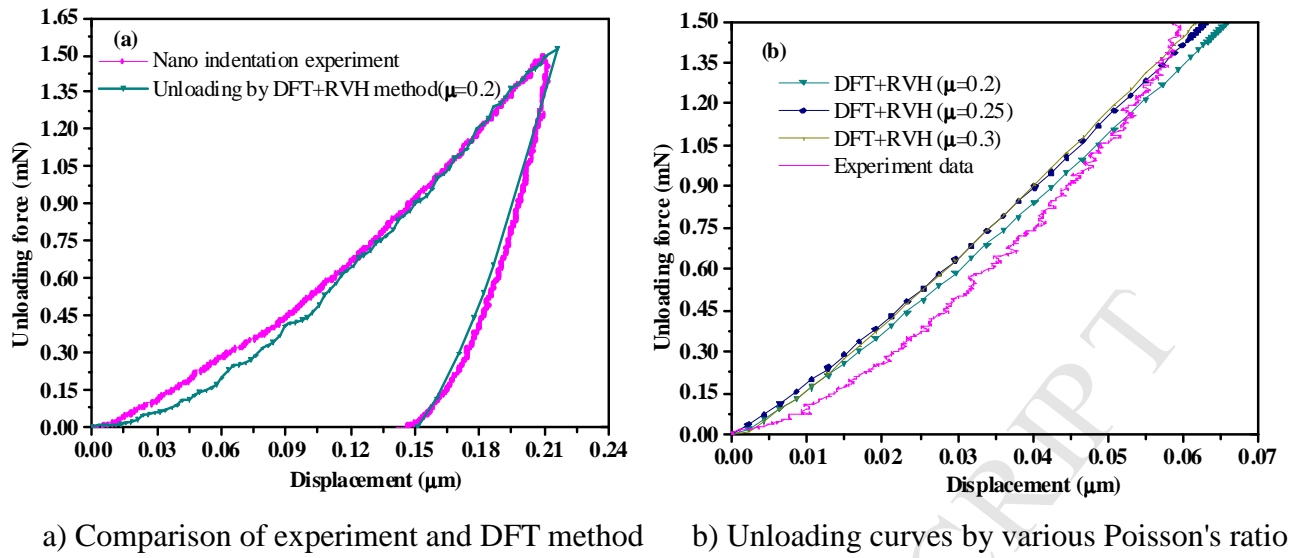 (a)
Nano indentation experiment
Unloading by DFT+RVH method(μ=0.2)
Unloading force (mN)
1.65
1.50
1.35
1.20
1.05
0.90
0.75
0.60
0.45
0.30
0.15
0.00
0.00 0.03 0.06 0.09 0.12 0.15 0.18 0.21 0.24
Displacement (μm)
(b)
DFT+RVH (μ=0.2)
DFT+RVH (μ=0.25)
DFT+RVH (μ=0.3)
Experiment data
Unloading force (mN)
1.50
1.35
1.20
1.05
0.90
0.75
0.60
0.45
0.30
0.15
0.00
0.00 0.01 0.02 0.03 0.04 0.05 0.06 0.07
Displacement (μm)
a) Comparison of experiment and DFT method
b) Unloading curves by various Poisson's ratio
CRIPT